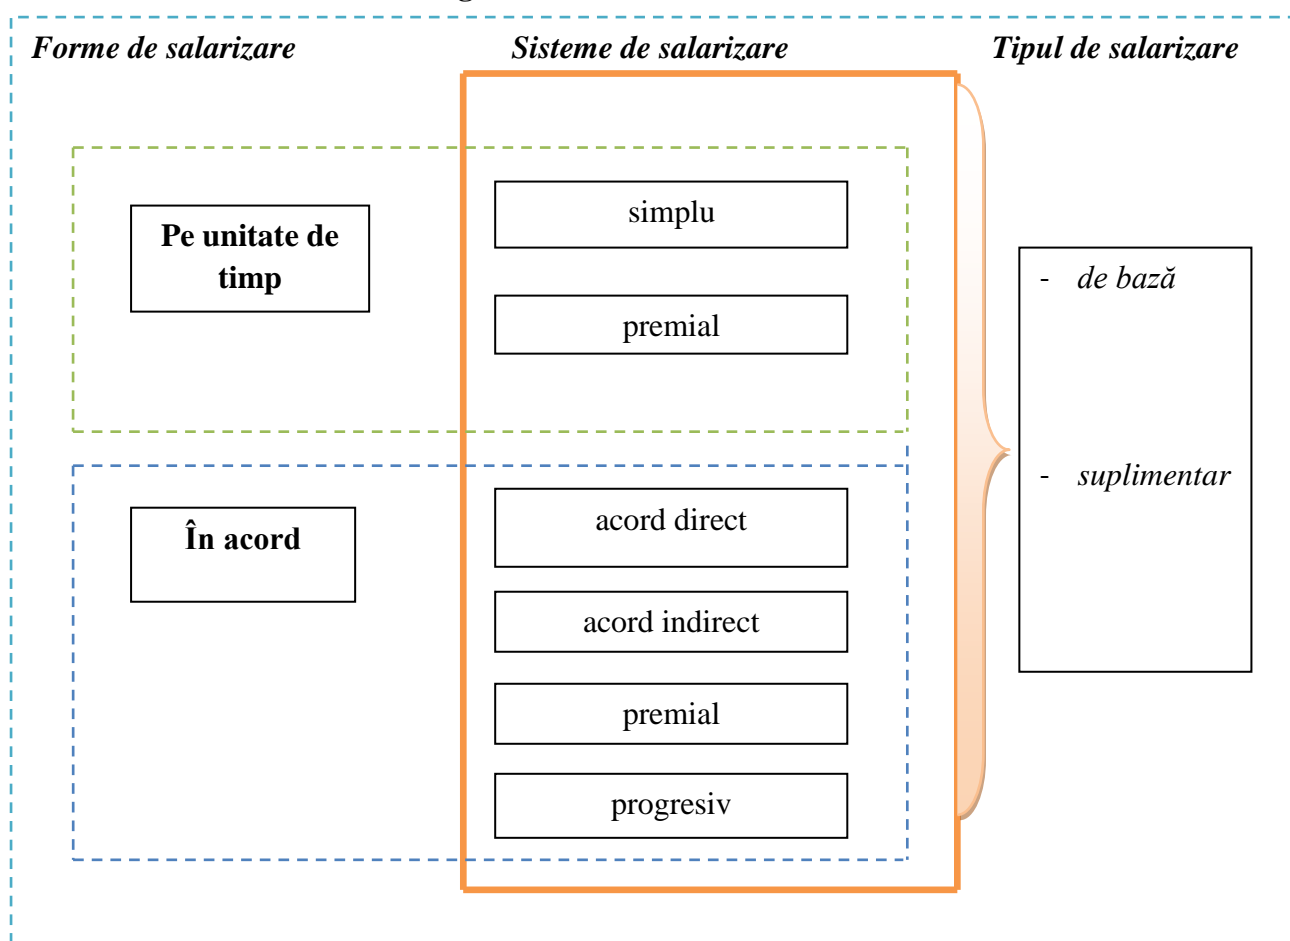 Forme de salarizare
Sisteme de salarizare
Tipul de salarizare
Pe unitate de
timp
simplu
premial
- de bază
- suplimentar
În acord
acord direct
acord indirect
premial
progresiv